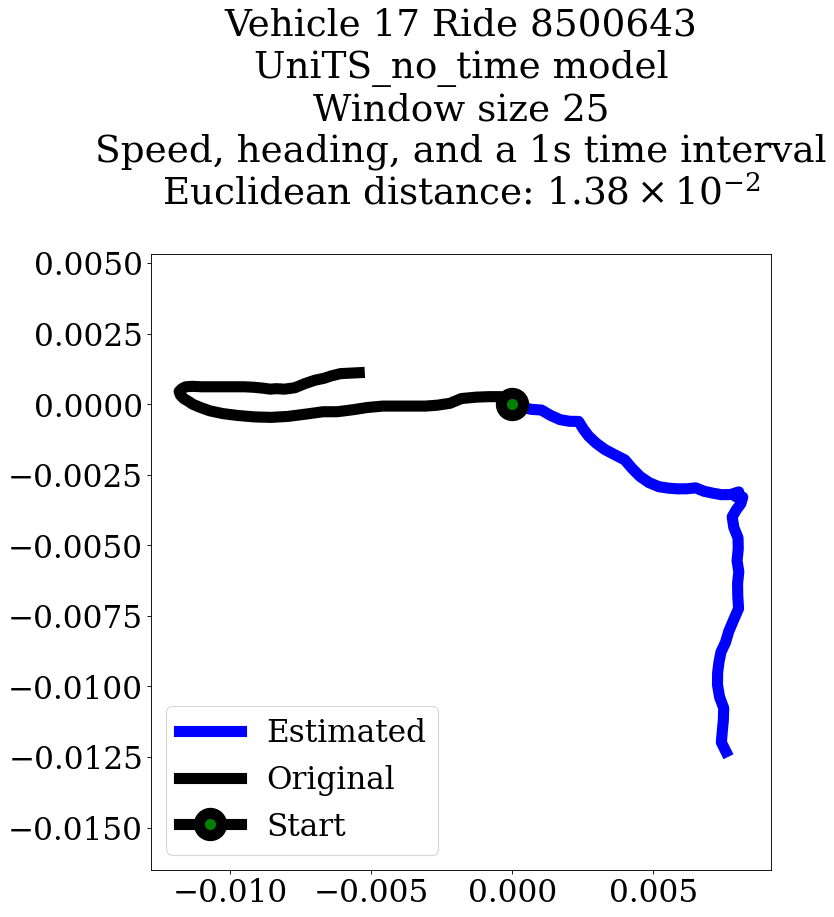 Vehicle 17 Ride 8500643
UniTS_no_time model
Window size 25
Speed, heading, and a 1s time interval
Euclidean distance: 1.38 × 10⁻²
0.0050
0.0025
0.0000
−0.0025
−0.0050
−0.0075
−0.0100
−0.0125
−0.0150
Estimated
Original
Start
−0.010 −0.005 0.000 0.005